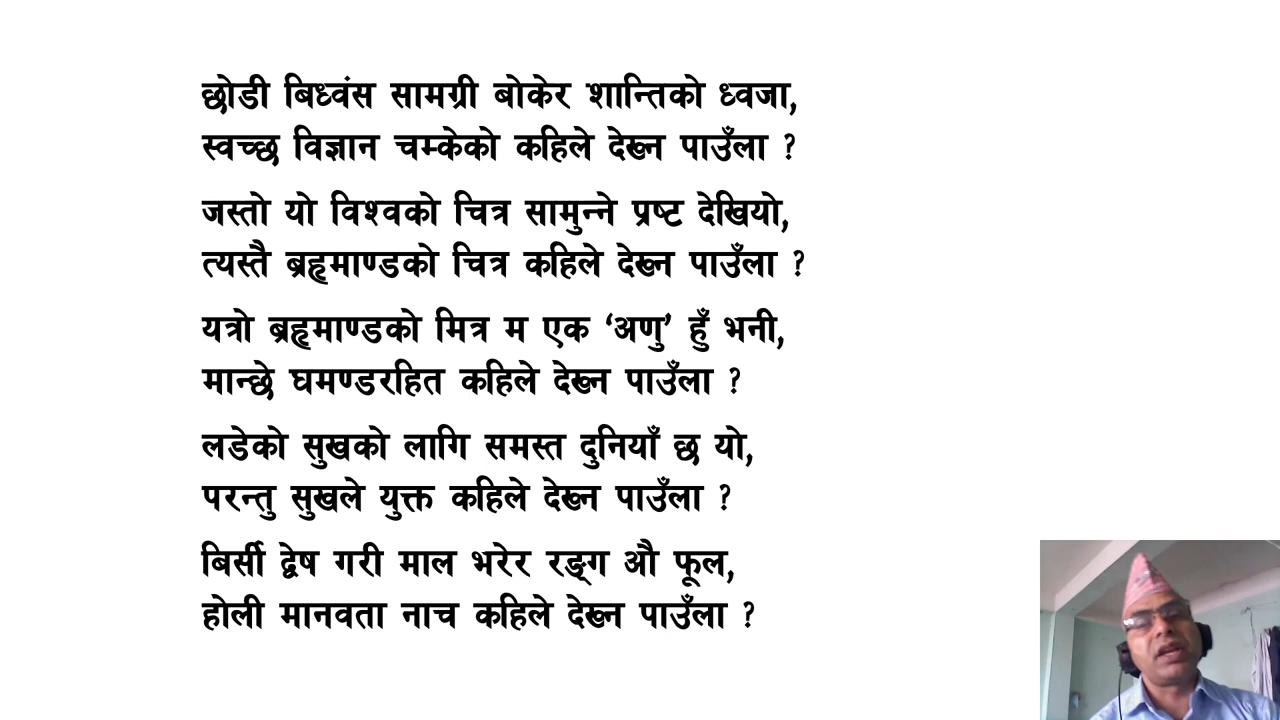 छोडी बिध्वंस सामग्री बोकेर शान्तिको ध्वजा,
स्वच्छ विज्ञान चम्केको कहिले देख्न पाउँला ?
जस्तो यो विश्वको चित्र सामुन्ने प्रष्ट देखियो,
त्यस्तै ब्रह्माण्डको चित्र कहिले देख्न पाउँला ?
यत्रो ब्रह्माण्डको मित्र म एक ‘अणु’ हुँ भनी,
मान्छे घमण्डरहित कहिले देख्न पाउँला ?
लडेको सुखको लागि समस्त दुनियाँ छ यो,
परन्तु सुखले युक्त कहिले देख्न पाउँला ?
बिर्सी द्वेष गरी माल भरेर रङ्ग औ फूल,
होली मानवता नाच कहिले देख्न पाउँला ?